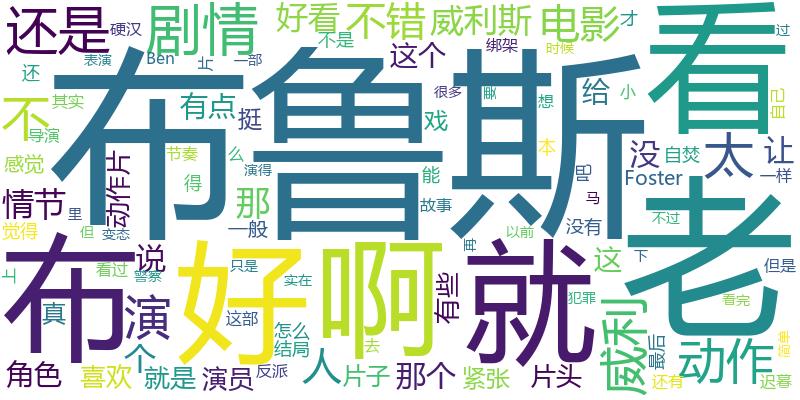 还是
硬汉
剧情
好看
不错
威利斯
电影
才
过
看
还
表演
Ben
上
不是
这个
绑架
时候
一部
布鲁斯
不
其实
导演
有点
挺
很多
戏
要
想
给
小
自己
感觉
动作片
节奏
么
得
演得
能
本
吧
没
自焚
太
让
情节
里
那
故事
马
Foster
一样
觉得
但
变态
一般
以前
没有
不过
老
上
看过
警察
说
只是
实在
再
下
但是
布
好
啊
就
这
有些
犯罪
看完
真
演
这部
怎么
结局
去
威利
最后
动作
简单
个
人
角色
喜欢
就是
演员
反派
片子
那个
紧张
片头
还有
迟暮